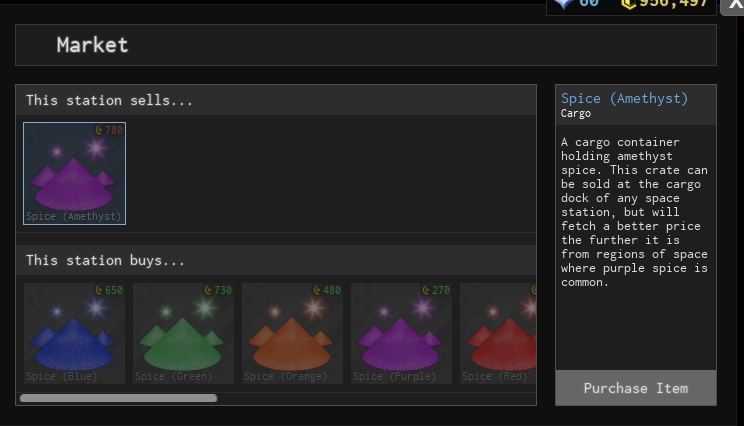 60 956,497 X
Market
This station sells...
780
Spice (Amethyst)
This station buys...
650 730 480 270
Spice (Blue) Spice (Green) Spice (Orange) Spice (Purple) Spice (Red)
Spice (Amethyst)
Cargo
A cargo container
holding amethyst
spice. This crate can
be sold at the cargo
dock of any space
station, but will
fetch a better price
the further it is
from regions of space
where purple spice is
common.
Purchase Item